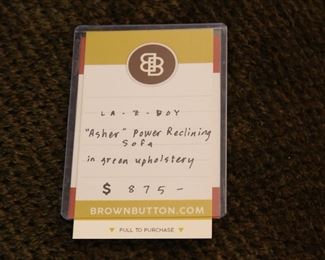 BB
LA-Z-BOY
"Asher" Power Reclining
Sofa
in green upholstery
$ 875-
BROWNBUTTON.COM
▼ PULL TO PURCHASE ▼